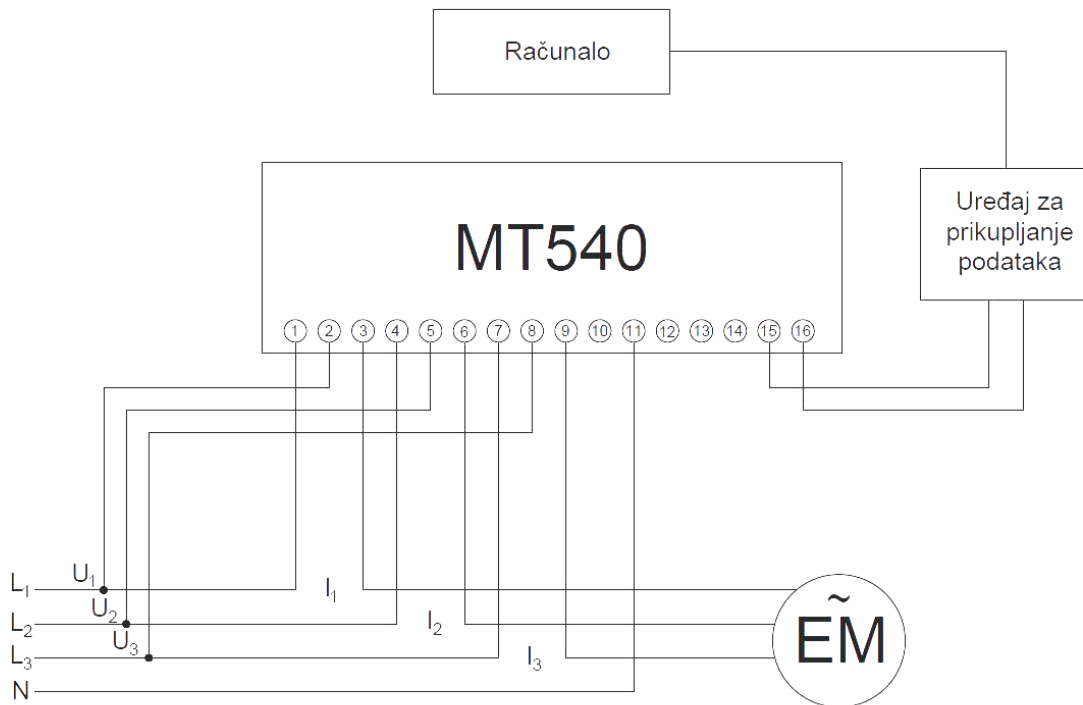 Računalo
Uređaj za
prikupljanje
podataka
MT540
1 2 3 4 5 6 7 8 9 10 11 12 13 14 15 16
L₁ U₁ I₁
L₂ U₂ I₂
L₃ U₃ I₃
N
~
EM